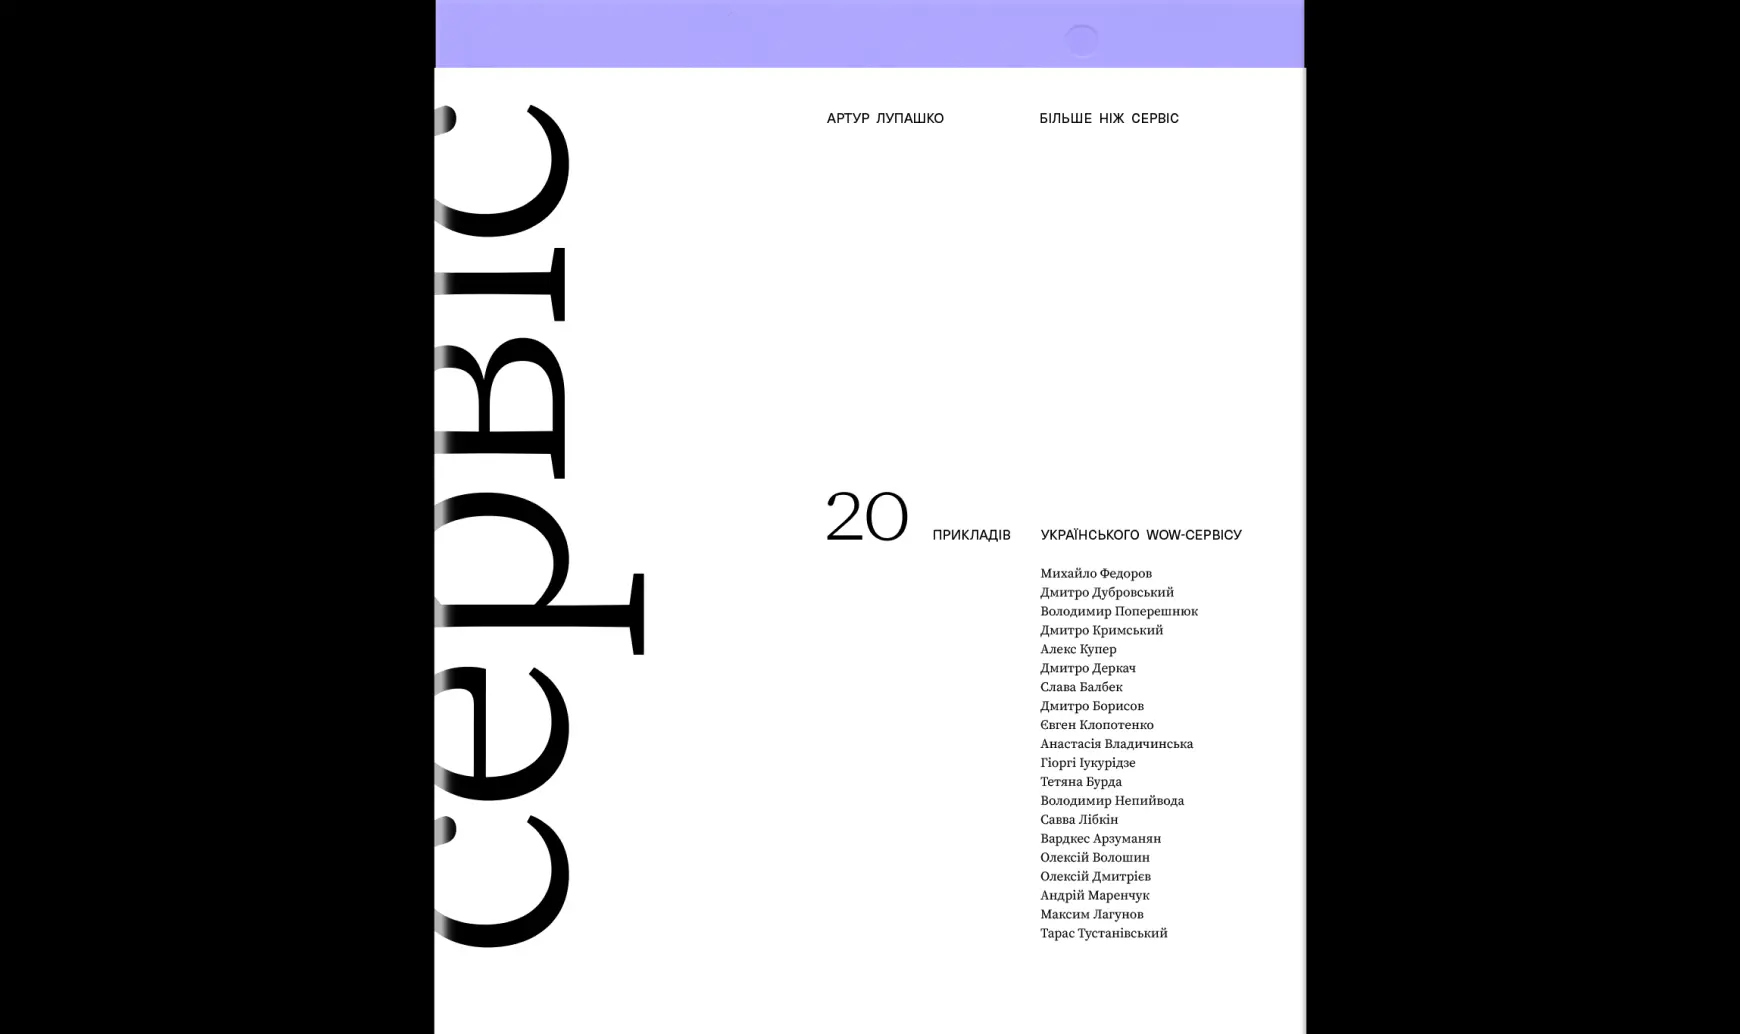 сервіс
АРТУР ЛУПАШКО
БІЛЬШЕ НІЖ СЕРВІС
20 ПРИКЛАДІВ УКРАЇНСЬКОГО WOW-СЕРВІСУ
Михайло Федоров
Дмитро Дубровський
Володимир Поперешнюк
Дмитро Кримський
Алекс Купер
Дмитро Деркач
Слава Балбек
Дмитро Борисов
Євген Клопотенко
Анастасія Владичинська
Гіоргі Іукурідзе
Тетяна Бурда
Володимир Непийвода
Савва Лібкін
Вардкес Арзуманян
Олексій Волошин
Олексій Дмитрієв
Андрій Маренчук
Максим Лагунов
Тарас Тустанівський